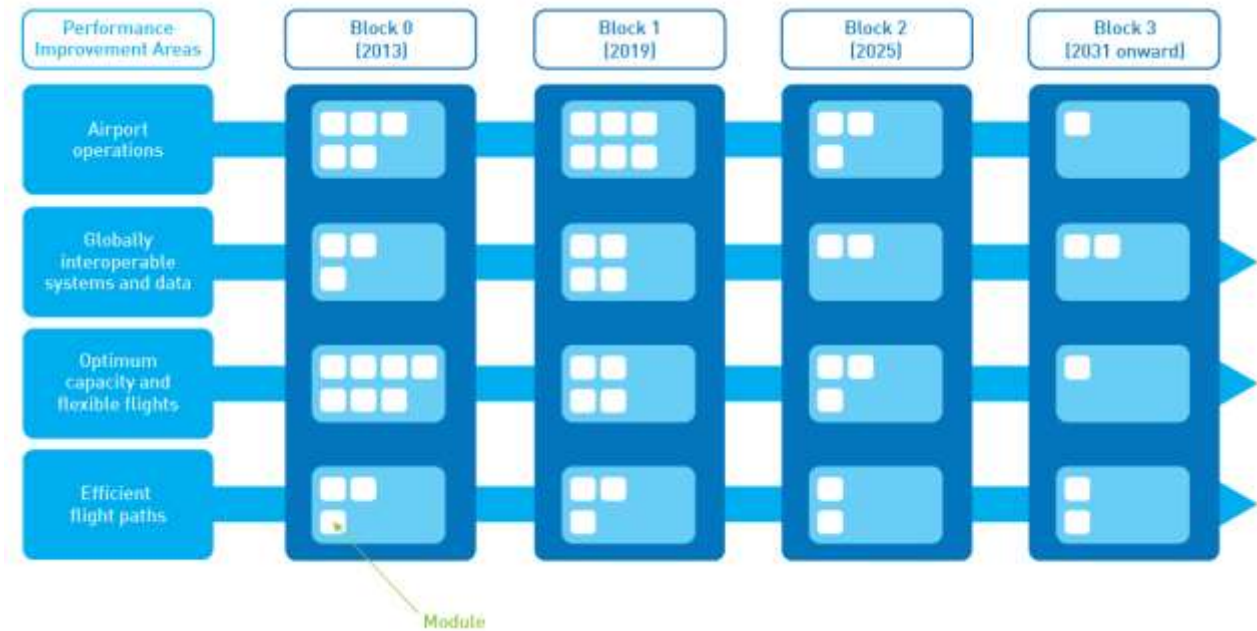 Performance
Improvement Areas
Block 0
(2013)
Block 1
(2019)
Block 2
(2025)
Block 3
(2031 onward)
Airport
operations
Globally
interoperable
systems and data
Optimum
capacity and
flexible flights
Efficient
flight paths
Module